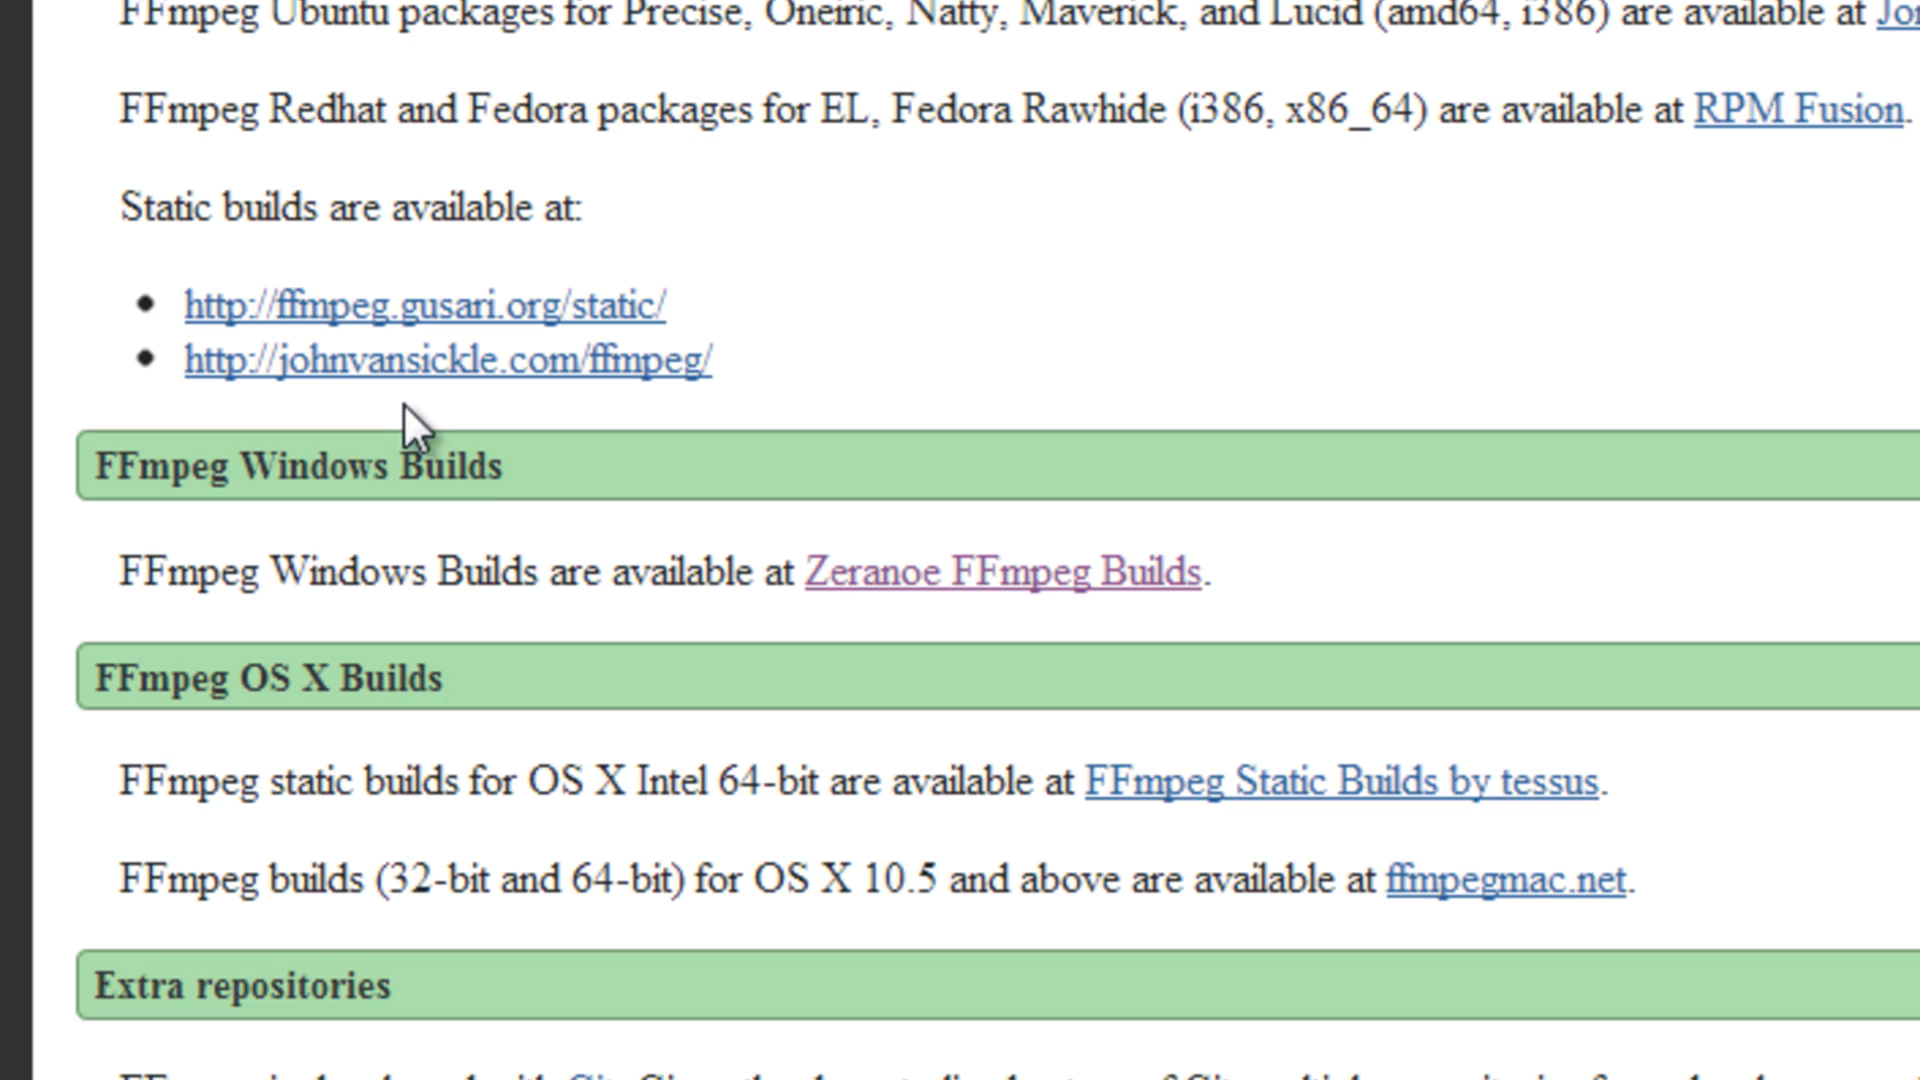 FFmpeg Ubuntu packages for Precise, Oneiric, Natty, Maverick, and Lucid (amd64, i386) are available at
FFmpeg Redhat and Fedora packages for EL, Fedora Rawhide (i386, x86_64) are available at RPM Fusion.
Static builds are available at:
http://ffmpeg.gusari.org/static/
http://johnvansickle.com/ffmpeg/
FFmpeg Windows Builds
FFmpeg Windows Builds are available at Zeranoe FFmpeg Builds.
FFmpeg OS X Builds
FFmpeg static builds for OS X Intel 64-bit are available at FFmpeg Static Builds by tessus.
FFmpeg builds (32-bit and 64-bit) for OS X 10.5 and above are available at ffmpegmac.net.
Extra repositories